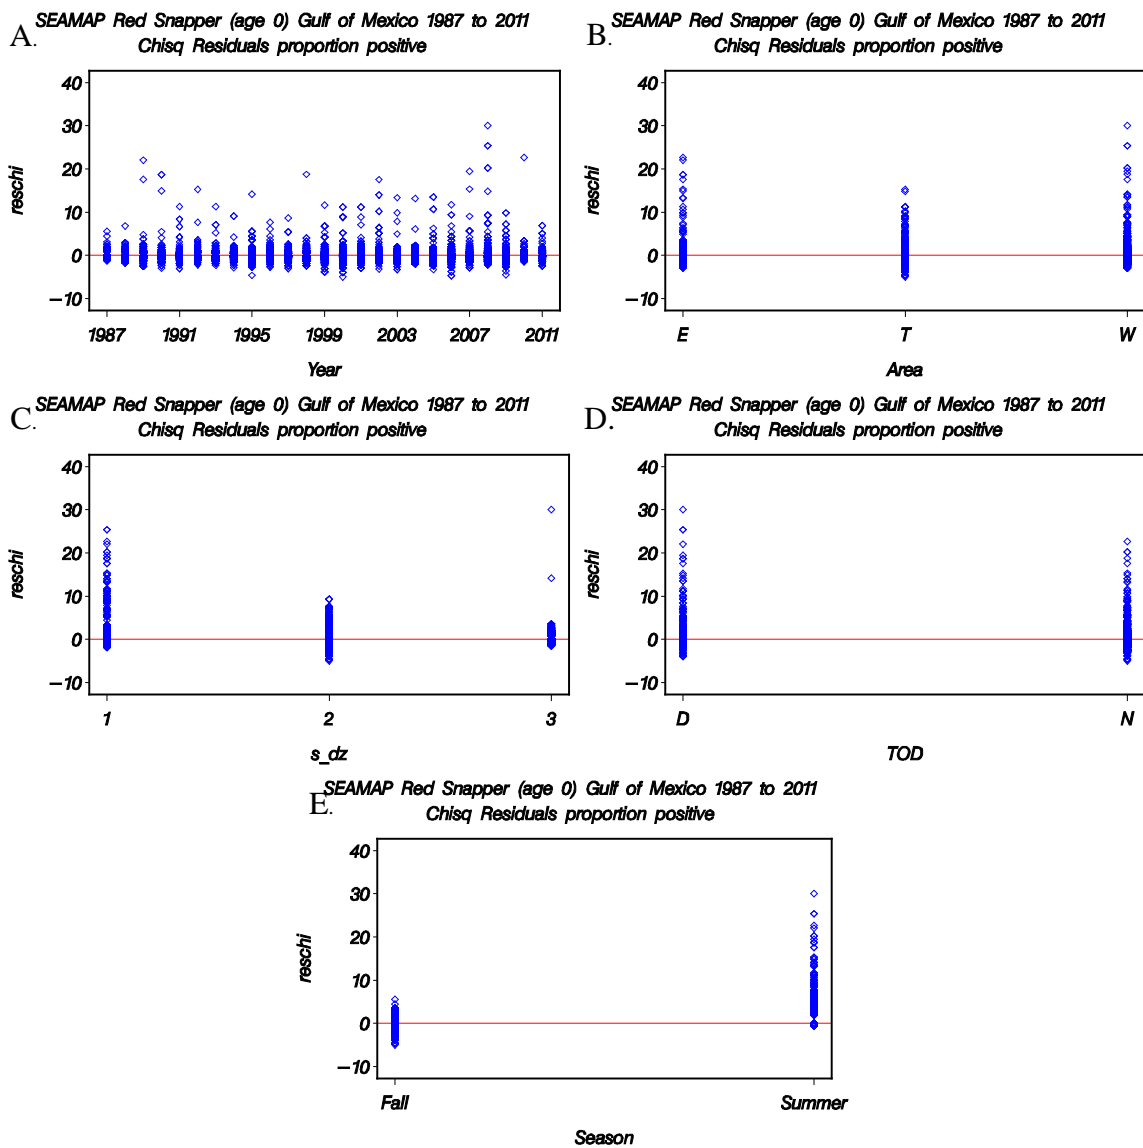 A.
SEAMAP Red Snapper (age 0) Gulf of Mexico 1987 to 2011
Chisq Residuals proportion positive
40
30
20
10
0
−10
reschi
1987 1991 1995 1999 2003 2007 2011
Year
B.
SEAMAP Red Snapper (age 0) Gulf of Mexico 1987 to 2011
Chisq Residuals proportion positive
40
30
20
10
0
−10
reschi
E T W
Area
C.
SEAMAP Red Snapper (age 0) Gulf of Mexico 1987 to 2011
Chisq Residuals proportion positive
40
30
20
10
0
−10
reschi
1 2 3
s_dz
D.
SEAMAP Red Snapper (age 0) Gulf of Mexico 1987 to 2011
Chisq Residuals proportion positive
40
30
20
10
0
−10
reschi
D N
TOD
E.
SEAMAP Red Snapper (age 0) Gulf of Mexico 1987 to 2011
Chisq Residuals proportion positive
40
30
20
10
0
−10
reschi
Fall Summer
Season